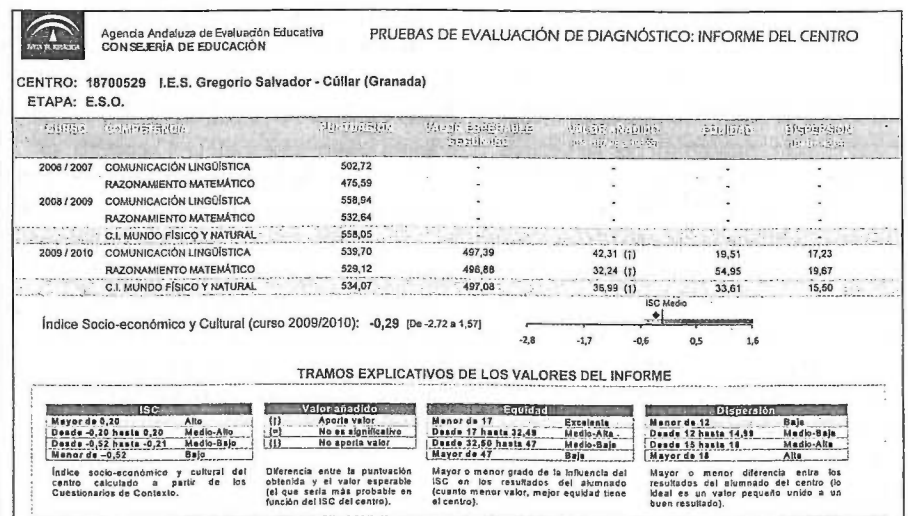 Agencia Andaluza de Evaluación Educativa
CONSEJERÍA DE EDUCACIÓN
PRUEBAS DE EVALUACIÓN DE DIAGNÓSTICO: INFORME DEL CENTRO
CENTRO: 18700529 I.E.S. Gregorio Salvador - Cúllar (Granada)
ETAPA: E.S.O.
CURSO COMPETENCIA PUNTUACIÓN VALOR ESPERABLE VALOR AÑADIDO EQUIDAD DISPERSIÓN
2006 / 2007 COMUNICACIÓN LINGÜÍSTICA 502,72 - - - -
RAZONAMIENTO MATEMÁTICO 475,59 - - - -
2008 / 2009 COMUNICACIÓN LINGÜÍSTICA 558,94 - - - -
RAZONAMIENTO MATEMÁTICO 532,64 - - - -
C.I. MUNDO FÍSICO Y NATURAL 558,05 - - - -
2009 / 2010 COMUNICACIÓN LINGÜÍSTICA 539,70 497,39 42,31 (↑) 19,51 17,23
RAZONAMIENTO MATEMÁTICO 529,12 496,88 32,24 (↑) 54,95 19,67
C.I. MUNDO FÍSICO Y NATURAL 534,07 497,08 36,99 (↑) 33,61 15,50
Índice Socio-económico y Cultural (curso 2009/2010): -0,29 [De -2,72 a 1,57]
ISC Medio
-2,8 -1,7 -0,6 0,5 1,6
TRAMOS EXPLICATIVOS DE LOS VALORES DEL INFORME
ISC
Mayor de 0,20 Alto
Desde -0,20 hasta 0,20 Medio-Alto
Desde -0,52 hasta -0,21 Medio-Bajo
Menor de -0,52 Bajo
Índice socio-económico y cultural del
centro calculado a partir de los
Cuestionarios de Contexto.
Valor añadido
(↑) Aporta valor
(=) No es significativo
(↓) No aporta valor
Diferencia entre la puntuación
obtenida y el valor esperable
(el que sería más probable en
función del ISC del centro).
Equidad
Menor de 17 Excelente
Desde 17 hasta 32,49 Medio-Alta
Desde 32,50 hasta 47 Medio-Baja
Mayor de 47 Baja
Mayor o menor grado de la influencia del
ISC en los resultados del alumnado
(cuanto menor valor, mejor equidad tiene
el centro).
Dispersión
Menor de 12 Baja
Desde 12 hasta 14,99 Medio-Baja
Desde 15 hasta 18 Medio-Alta
Mayor de 18 Alta
Mayor o menor diferencia entre los
resultados del alumnado del centro (lo
ideal es un valor pequeño unido a un
buen resultado).